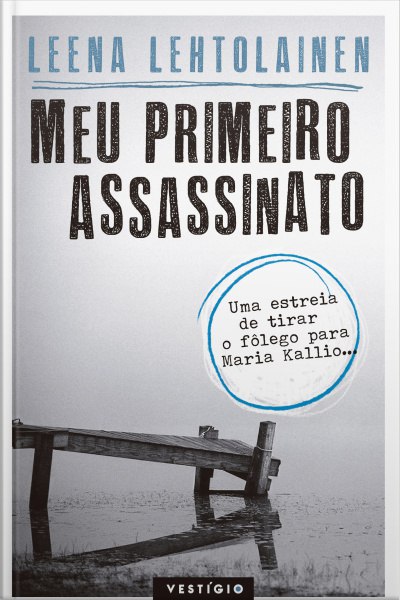 LEENA LEHTOLAINEN
MEU PRIMEIRO
ASSASSINATO
Uma estreia
de tirar
o fôlego para
Maria Kallio...
VESTÍGIO